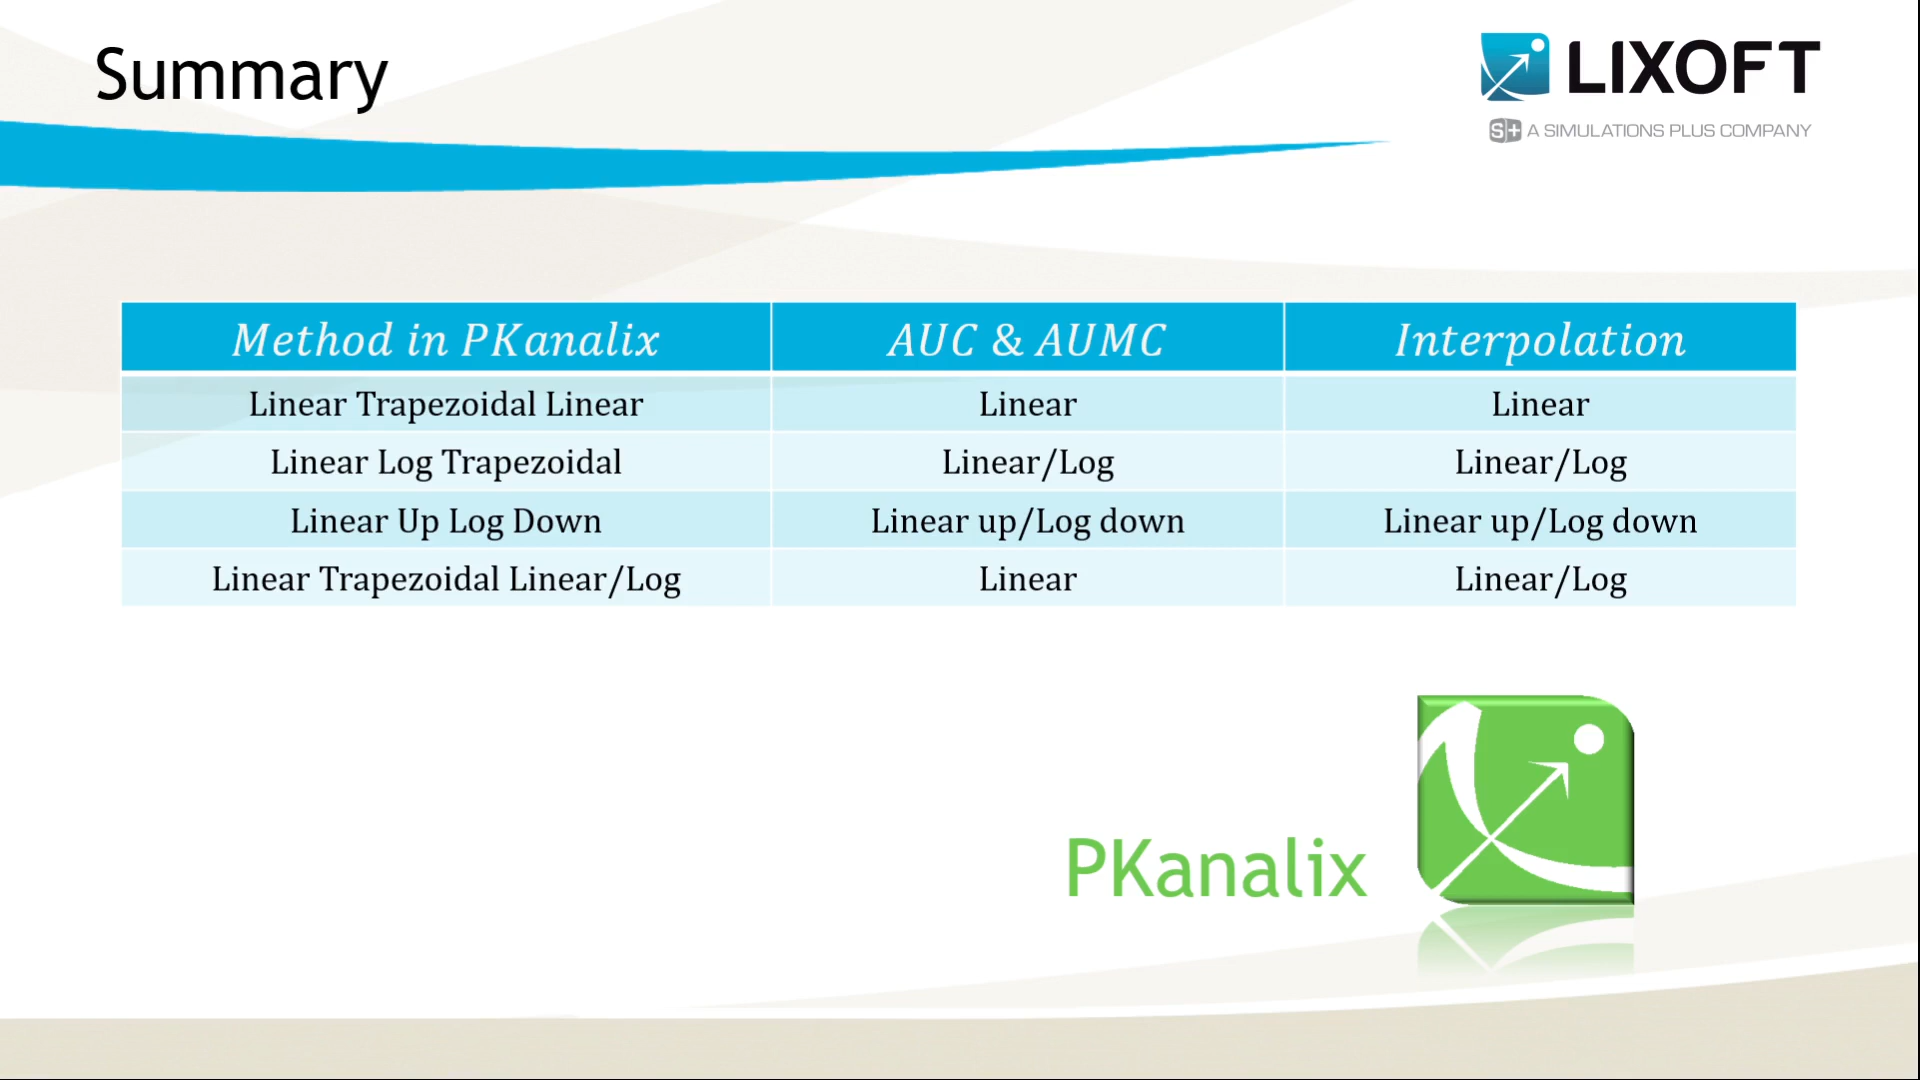 Summary
LIXOFT
S+ A SIMULATIONS PLUS COMPANY
Method in PKanalix AUC & AUMC Interpolation
Linear Trapezoidal Linear Linear Linear
Linear Log Trapezoidal Linear/Log Linear/Log
Linear Up Log Down Linear up/Log down Linear up/Log down
Linear Trapezoidal Linear/Log Linear Linear/Log
PKanalix